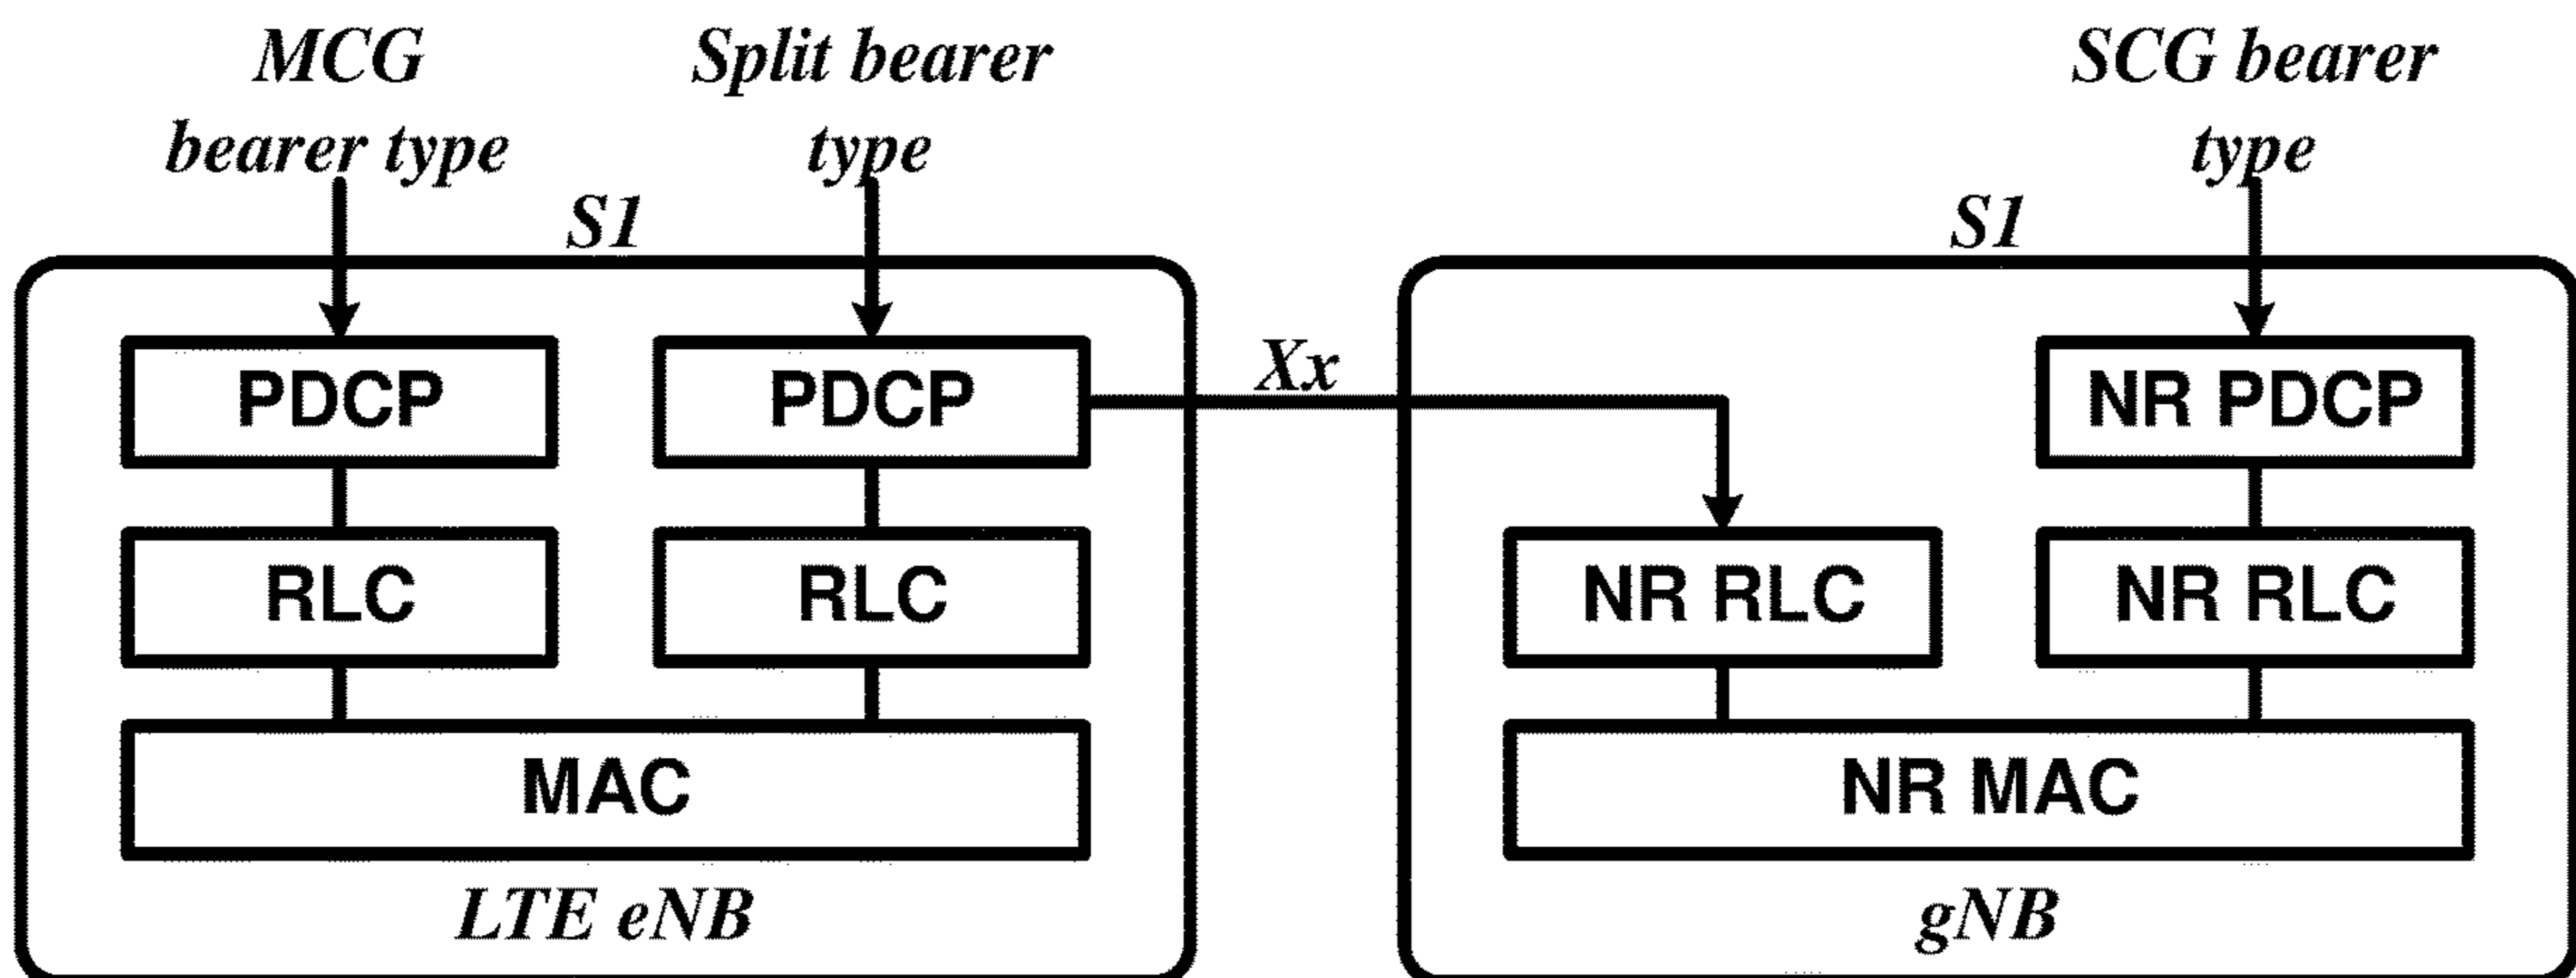 MCG
bearer type
Split bearer
type
SCG bearer
type
S1
S1
Xx
PDCP
PDCP
NR PDCP
RLC
RLC
NR RLC
NR RLC
MAC
NR MAC
LTE eNB
gNB